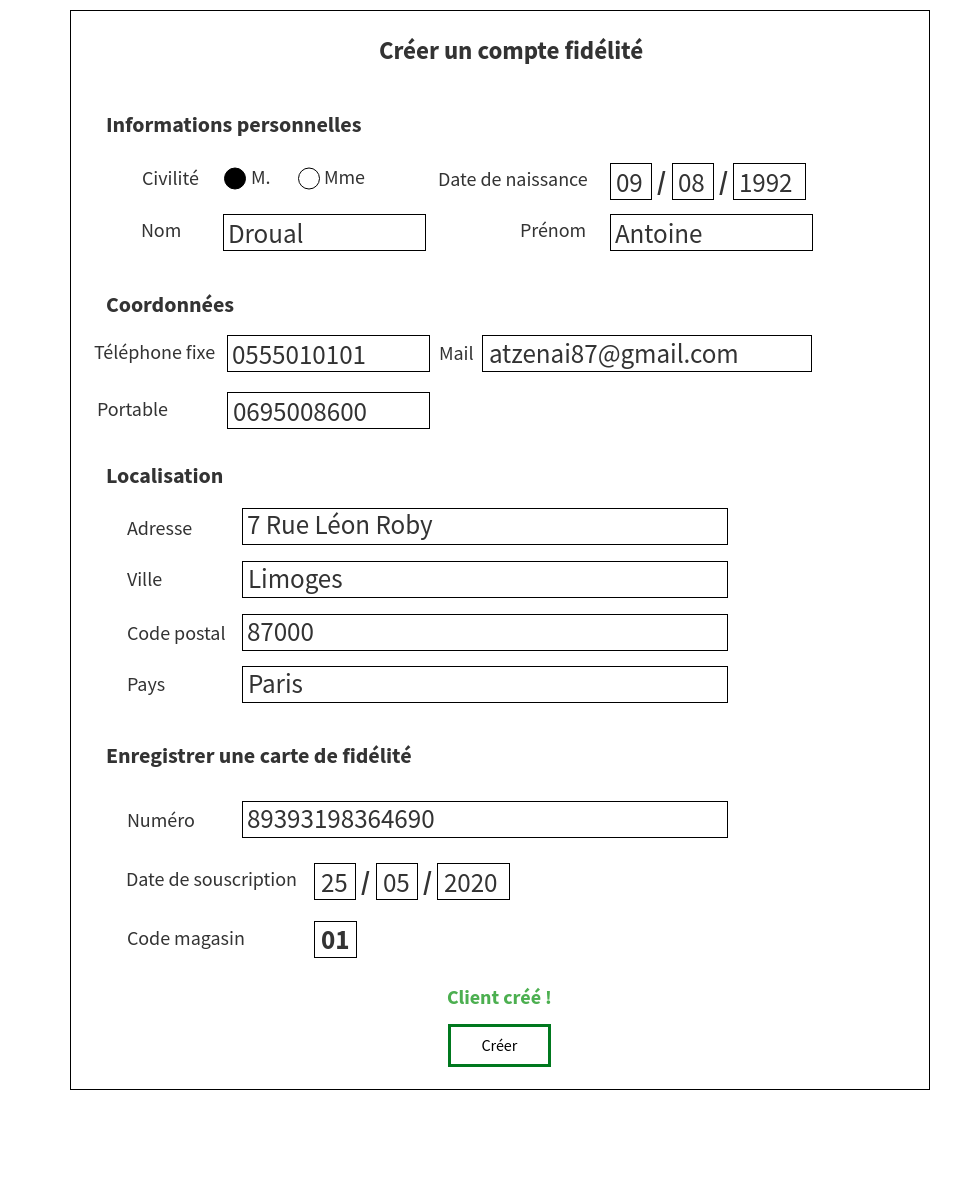 Créer un compte fidélité
Informations personnelles
Civilité M. Mme Date de naissance 09 / 08 / 1992
Nom Droual Prénom Antoine
Coordonnées
Téléphone fixe 0555010101 Mail atzenai87@gmail.com
Portable 0695008600
Localisation
Adresse 7 Rue Léon Roby
Ville Limoges
Code postal 87000
Pays Paris
Enregistrer une carte de fidélité
Numéro 89393198364690
Date de souscription 25 / 05 / 2020
Code magasin 01
Client créé !
Créer